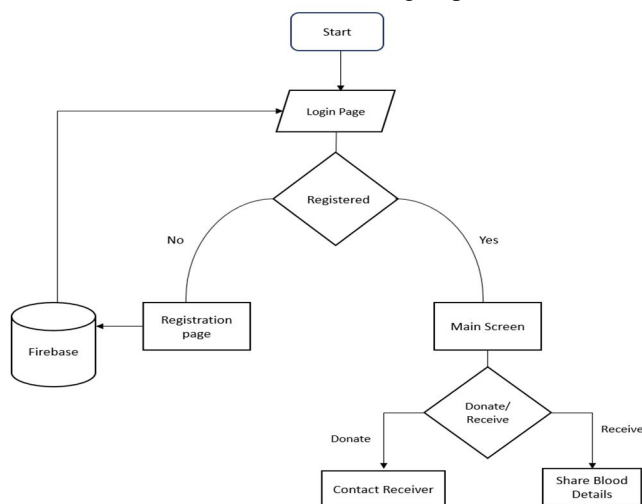 Start
Login Page
Registered
No
Yes
Registration
page
Main Screen
Firebase
Donate/
Receive
Donate
Receive
Contact Receiver
Share Blood
Details